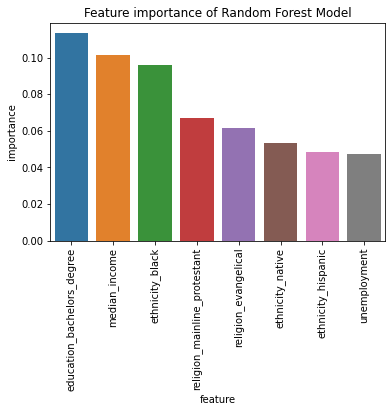 Feature importance of Random Forest Model
importance
0.10
0.08
0.06
0.04
0.02
0.00
education_bachelors_degree
median_income
ethnicity_black
religion_mainline_protestant
religion_evangelical
ethnicity_native
ethnicity_hispanic
unemployment
feature